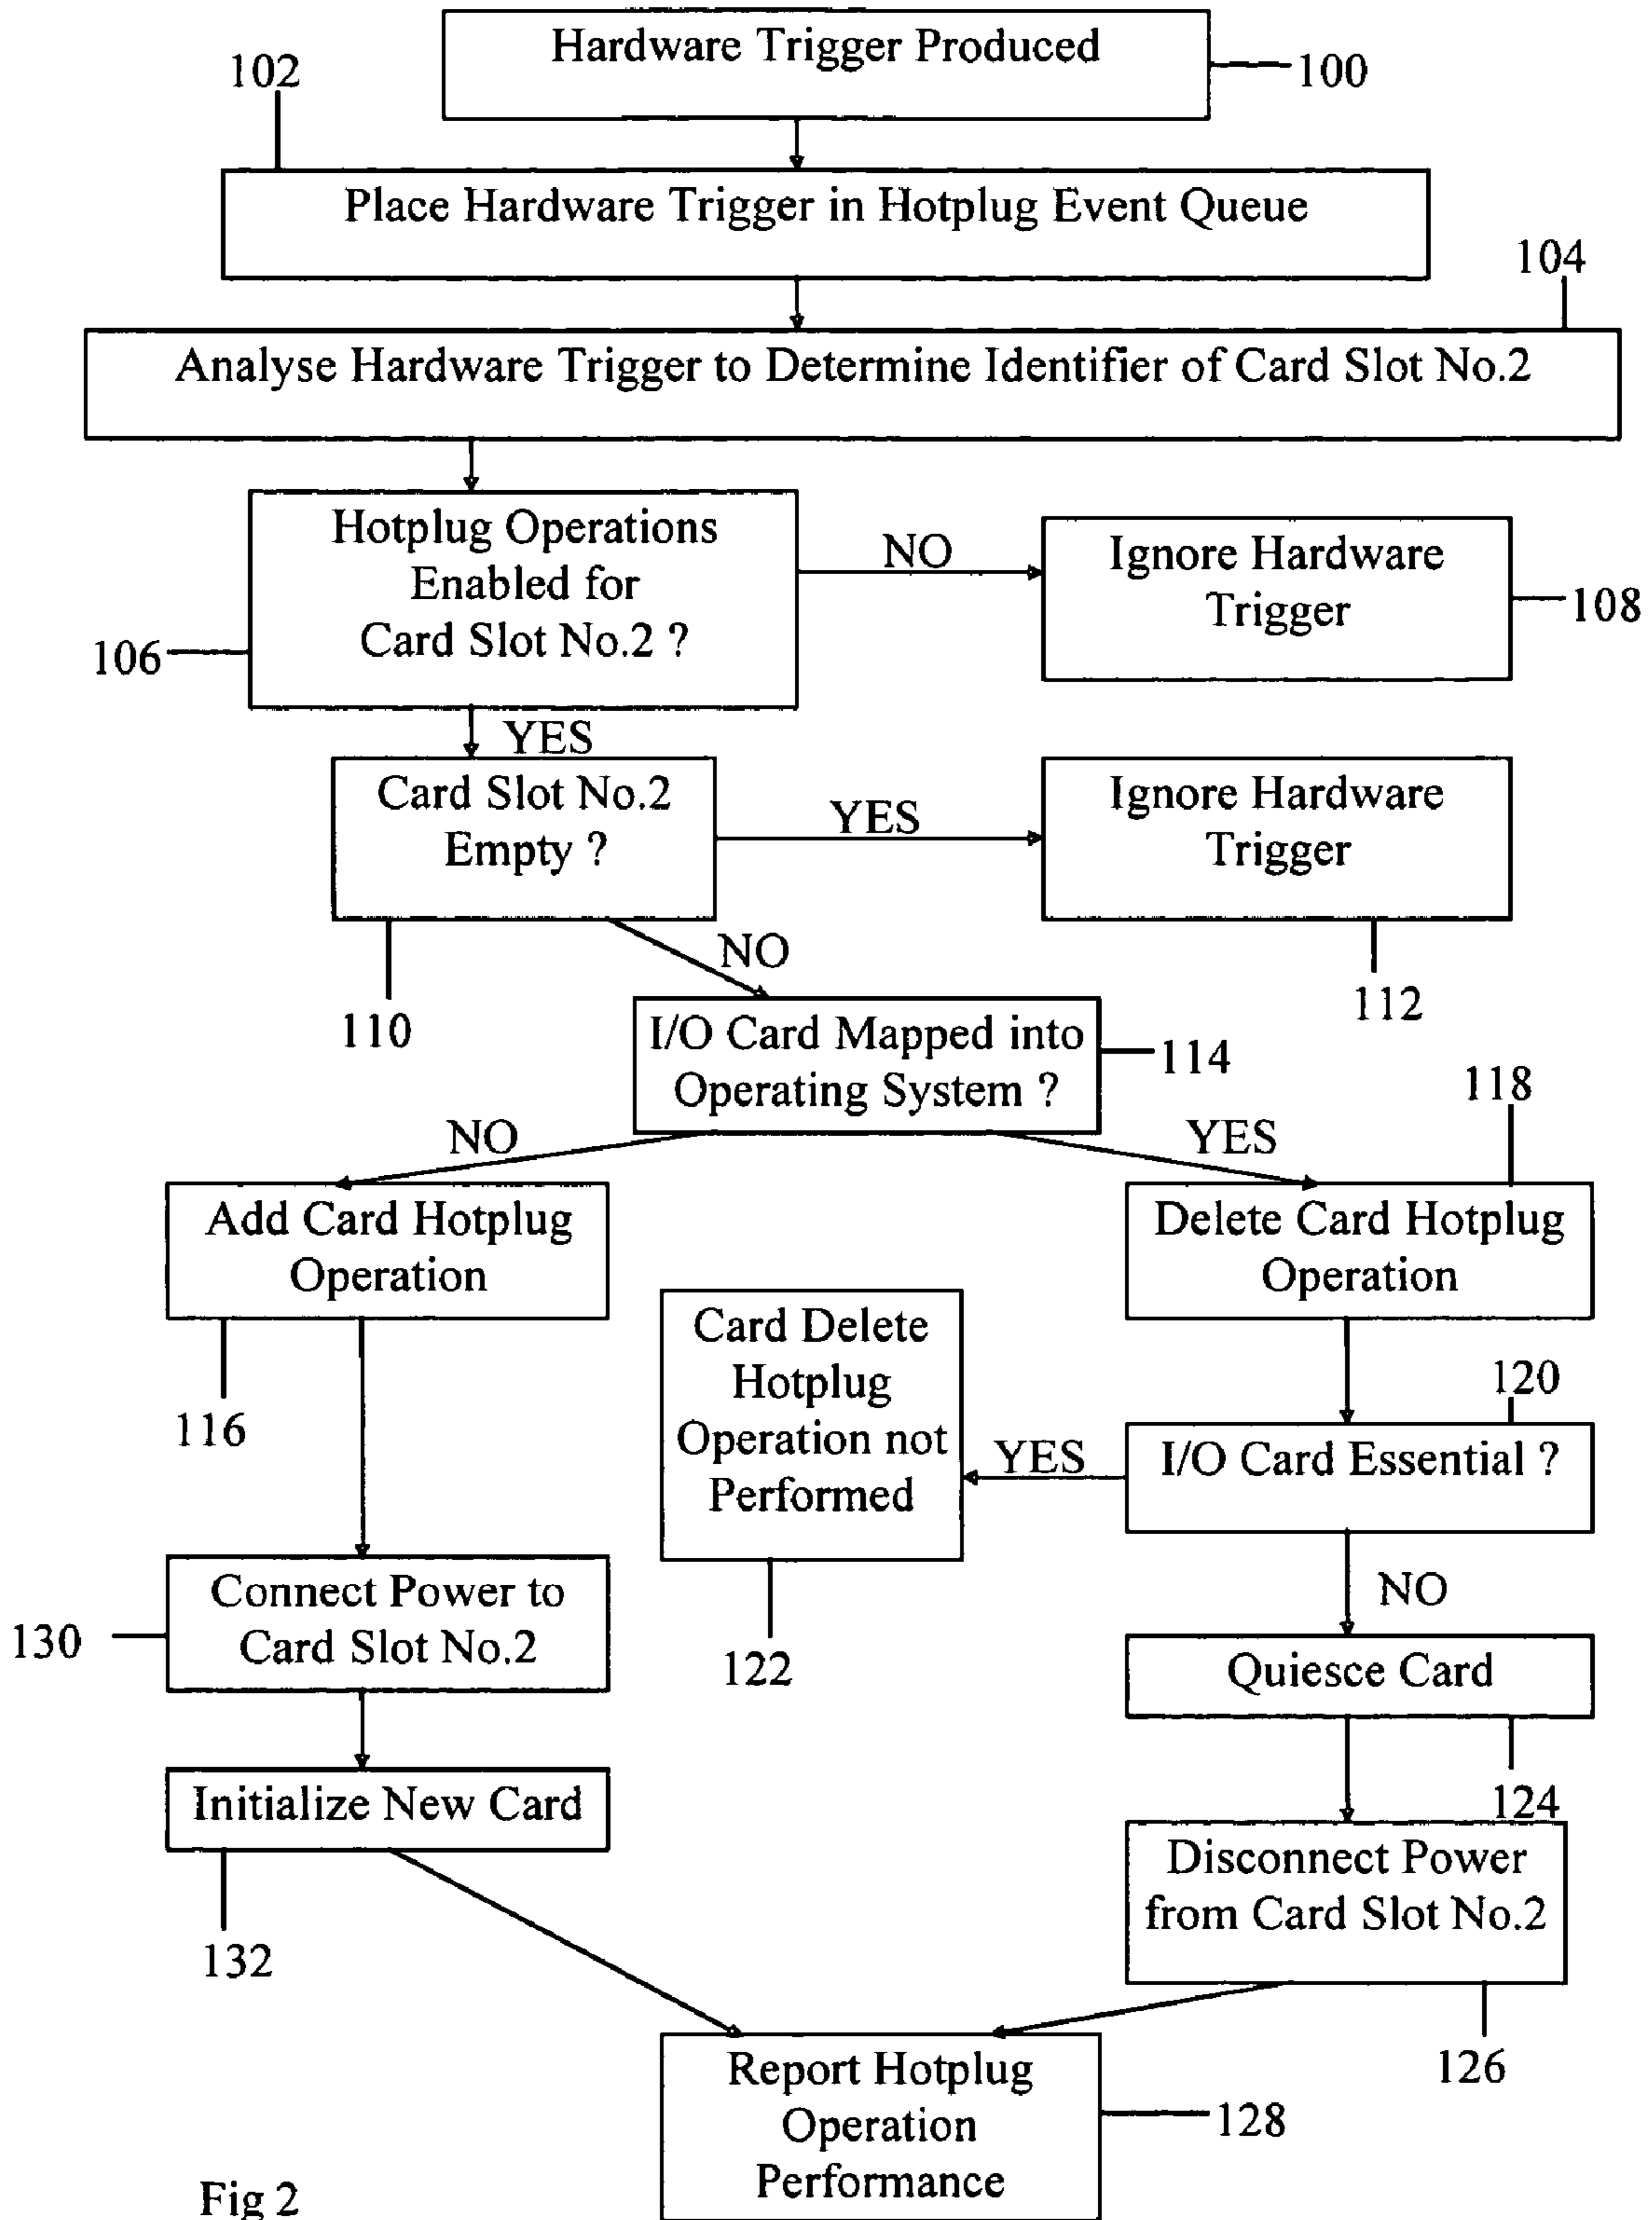 Hardware Trigger Produced
100
102
Place Hardware Trigger in Hotplug Event Queue
104
Analyse Hardware Trigger to Determine Identifier of Card Slot No.2
Hotplug Operations
Enabled for
Card Slot No.2 ?
106
NO
Ignore Hardware
Trigger
108
YES
Card Slot No.2
Empty ?
110
YES
Ignore Hardware
Trigger
112
NO
I/O Card Mapped into
Operating System ?
114
NO
YES
118
Add Card Hotplug
Operation
116
Delete Card Hotplug
Operation
120
I/O Card Essential ?
YES
Card Delete
Hotplug
Operation not
Performed
122
NO
Connect Power to
Card Slot No.2
130
Quiesce Card
124
Initialize New Card
132
Disconnect Power
from Card Slot No.2
126
Report Hotplug
Operation
Performance
128
Fig 2